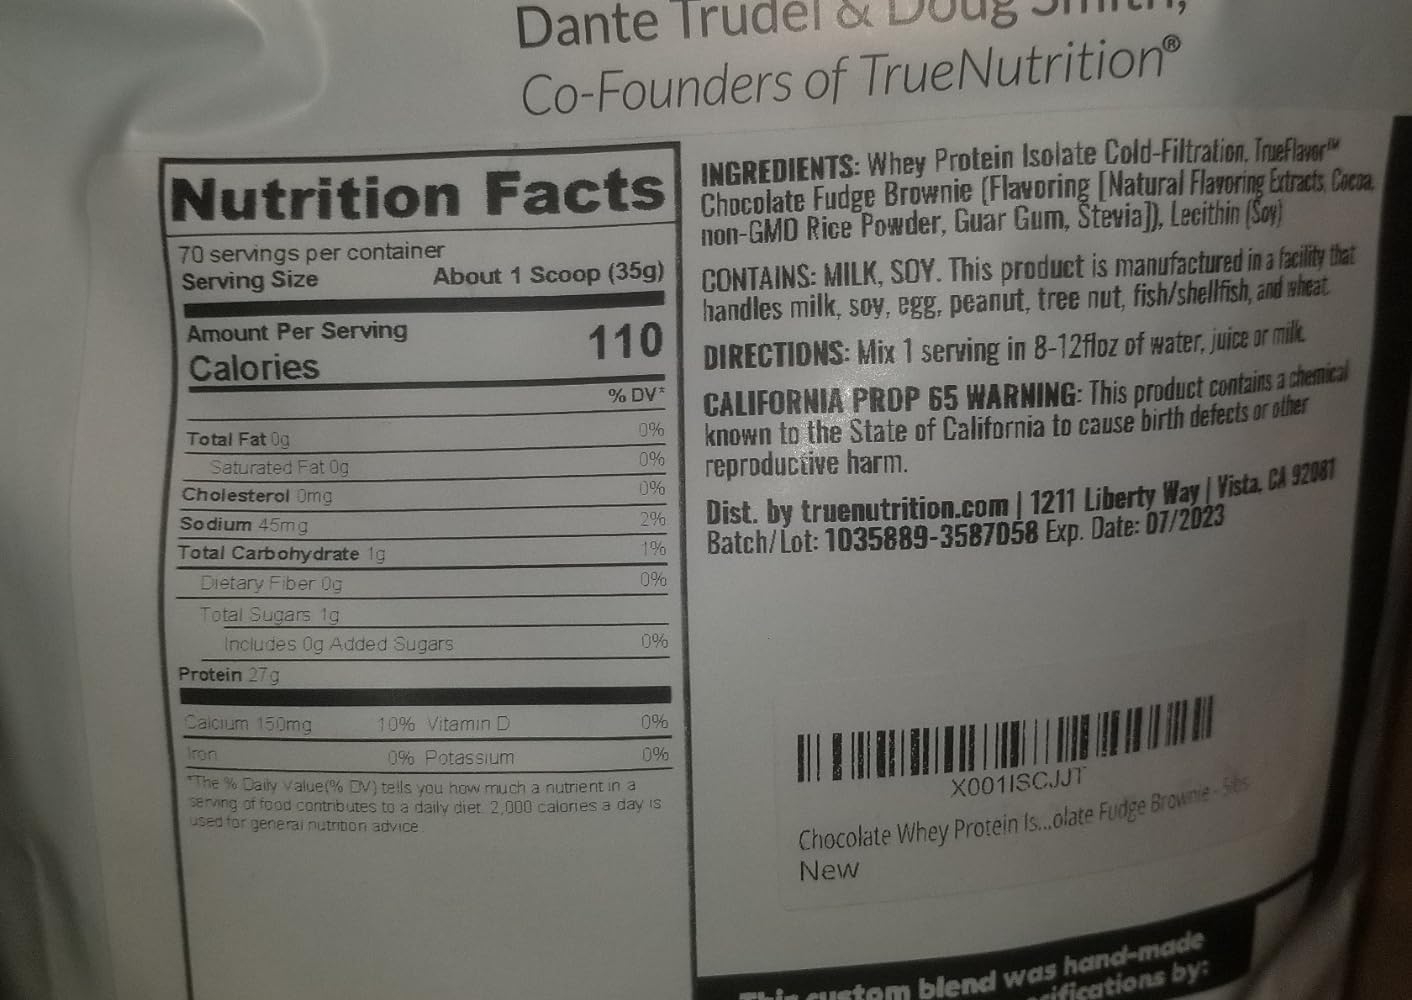 Dante Trudel & Doug Smith,
Co-Founders of TrueNutrition®
Nutrition Facts
70 servings per container
Serving Size About 1 Scoop (35g)
Amount Per Serving
Calories 110
% DV*
Total Fat 0g 0%
Saturated Fat 0g 0%
Cholesterol 0mg 0%
Sodium 45mg 2%
Total Carbohydrate 1g 1%
Dietary Fiber 0g 0%
Total Sugars 1g
Includes 0g Added Sugars 0%
Protein 27g
Calcium 150mg 10% Vitamin D 0%
Iron 0% Potassium 0%
*The % Daily Value(% DV) tells you how much a nutrient in a
serving of food contributes to a daily diet. 2,000 calories a day is
used for general nutrition advice.
INGREDIENTS: Whey Protein Isolate Cold-Filtration, TrueFlavor™
Chocolate Fudge Brownie (Flavoring [Natural Flavoring Extracts, Cocoa,
non-GMO Rice Powder, Guar Gum, Stevia]), Lecithin (Soy)
CONTAINS: MILK, SOY. This product is manufactured in a facility that
handles milk, soy, egg, peanut, tree nut, fish/shellfish, and wheat.
DIRECTIONS: Mix 1 serving in 8-12floz of water, juice or milk.
CALIFORNIA PROP 65 WARNING: This product contains a chemical
known to the State of California to cause birth defects or other
reproductive harm.
Dist. by truenutrition.com | 1211 Liberty Way | Vista, CA 92081
Batch/Lot: 1035889-3587058 Exp. Date: 07/2023
X001ISCJJT
Chocolate Whey Protein Is...olate Fudge Brownie - 5lbs
New
This custom blend was hand-made
specifications by: